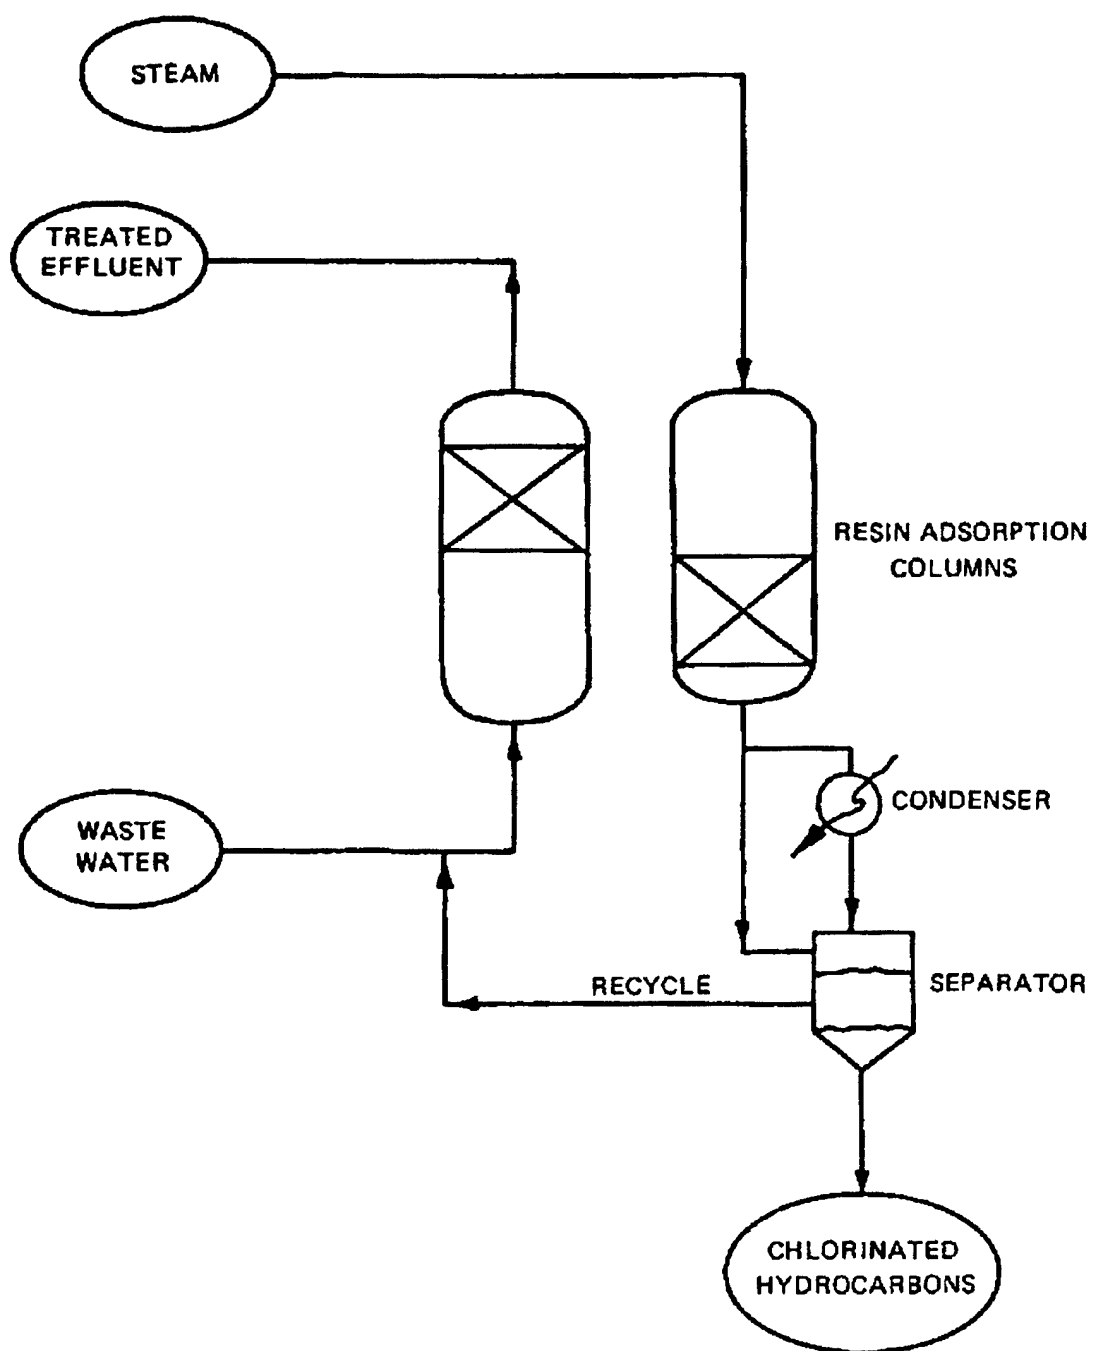 STEAM
TREATED
EFFLUENT
RESIN ADSORPTION
COLUMNS
WASTE
WATER
CONDENSER
RECYCLE
SEPARATOR
CHLORINATED
HYDROCARBONS